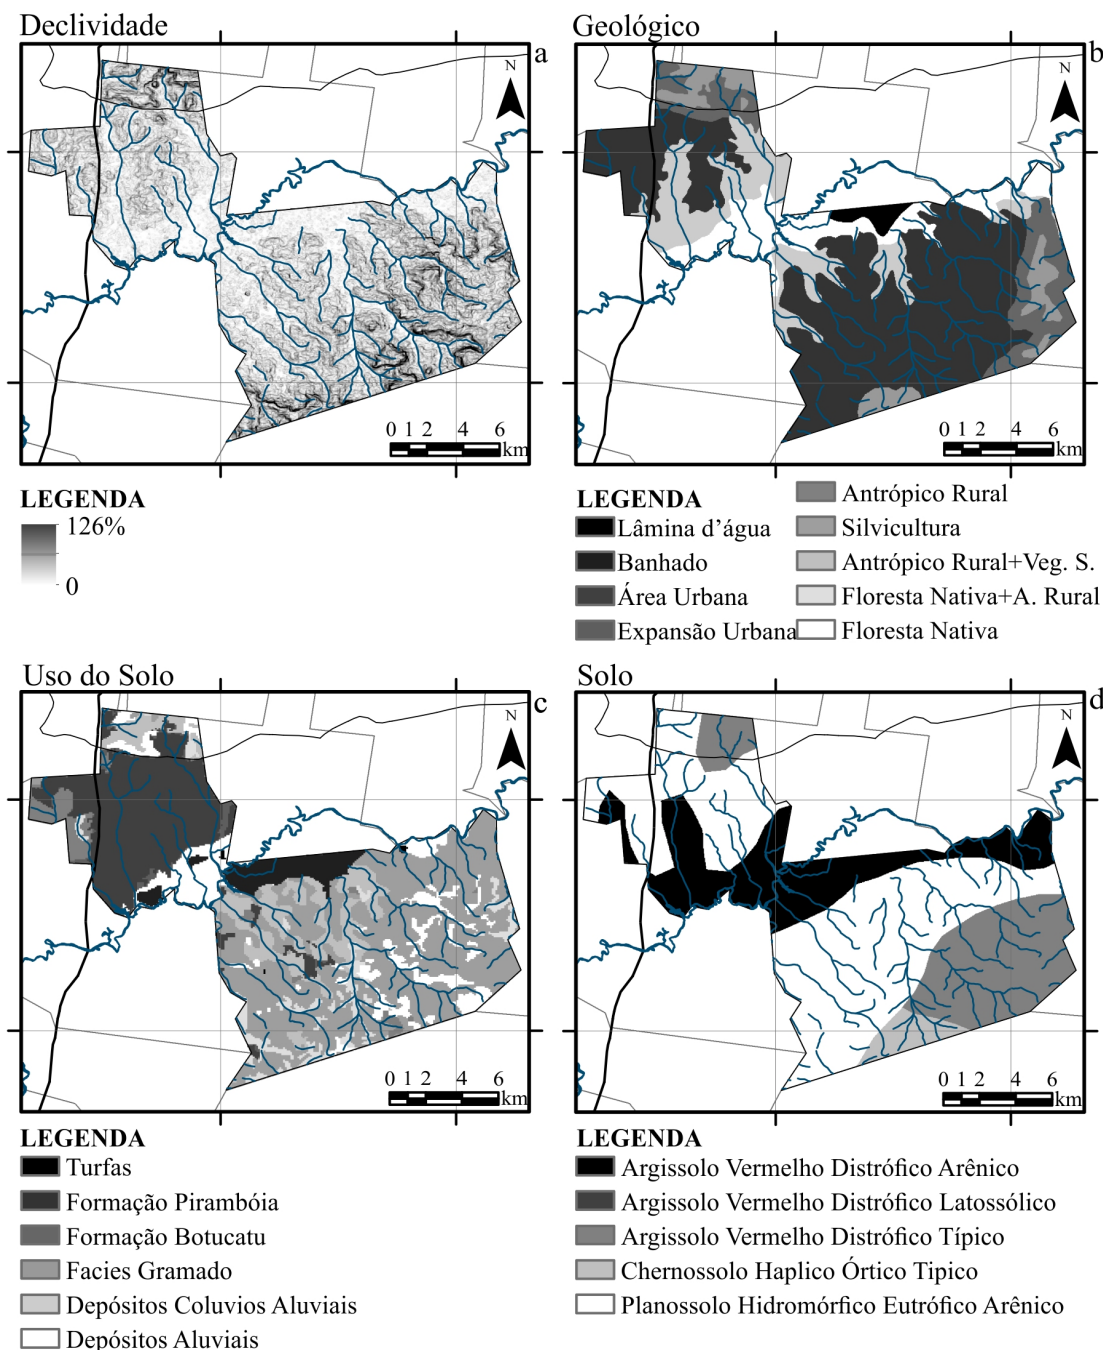 Declividade
a
N
0 1 2 4 6
km
LEGENDA
126%
0
Geológico
b
N
0 1 2 4 6
km
LEGENDA
Lâmina d'água
Banhado
Área Urbana
Expansão Urbana
Antrópico Rural
Silvicultura
Antrópico Rural+Veg. S.
Floresta Nativa+A. Rural
Floresta Nativa
Uso do Solo
c
N
0 1 2 4 6
km
LEGENDA
Turfas
Formação Pirambóia
Formação Botucatu
Facies Gramado
Depósitos Coluvios Aluviais
Depósitos Aluviais
Solo
d
N
0 1 2 4 6
km
LEGENDA
Argissolo Vermelho Distrófico Arênico
Argissolo Vermelho Distrófico Latossólico
Argissolo Vermelho Distrófico Típico
Chernossolo Haplico Órtico Tipico
Planossolo Hidromórfico Eutrófico Arênico